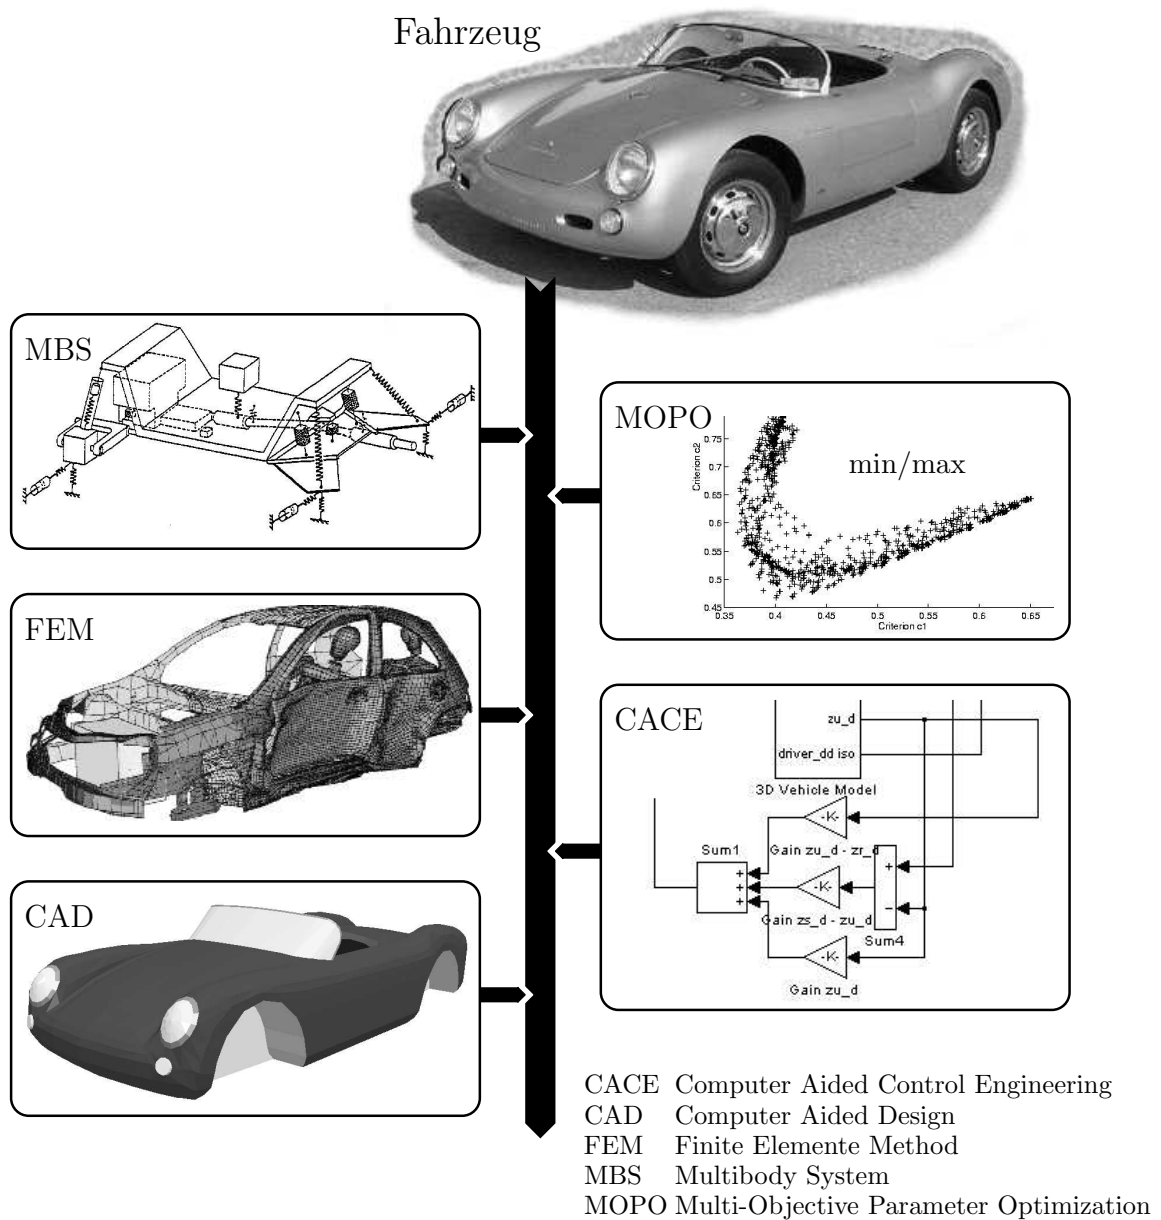 Fahrzeug
MBS
MOPO
min/max
Criterion c2
0.75
0.7
0.65
0.6
0.55
0.5
0.45
0.35 0.4 0.45 0.5 0.55 0.6 0.65
Criterion c1
FEM
CACE
zu_d
driver_dd iso
3D Vehicle Model
-K-
Sum1
Gain zu_d - zr_d
+
+
+
-K-
+
−
Gain zs_d - zu_d
Sum4
-K-
Gain zu_d
CAD
CACE Computer Aided Control Engineering
CAD Computer Aided Design
FEM Finite Elemente Method
MBS Multibody System
MOPO Multi-Objective Parameter Optimization